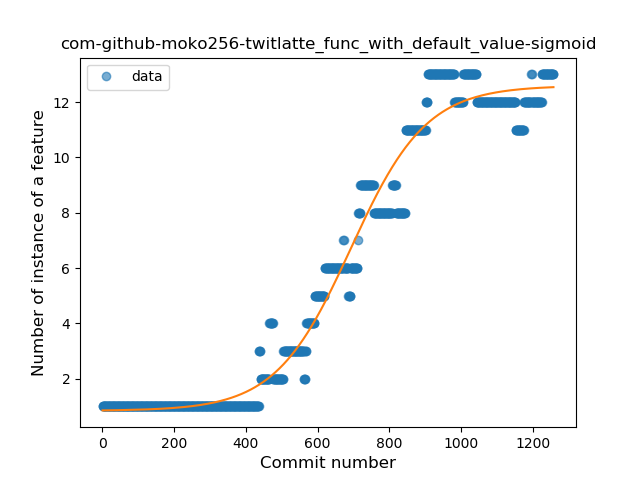 com-github-moko256-twitlatte_func_with_default_value-sigmoid
data
Number of instance of a feature
12
10
8
6
4
2
0 200 400 600 800 1000 1200
Commit number